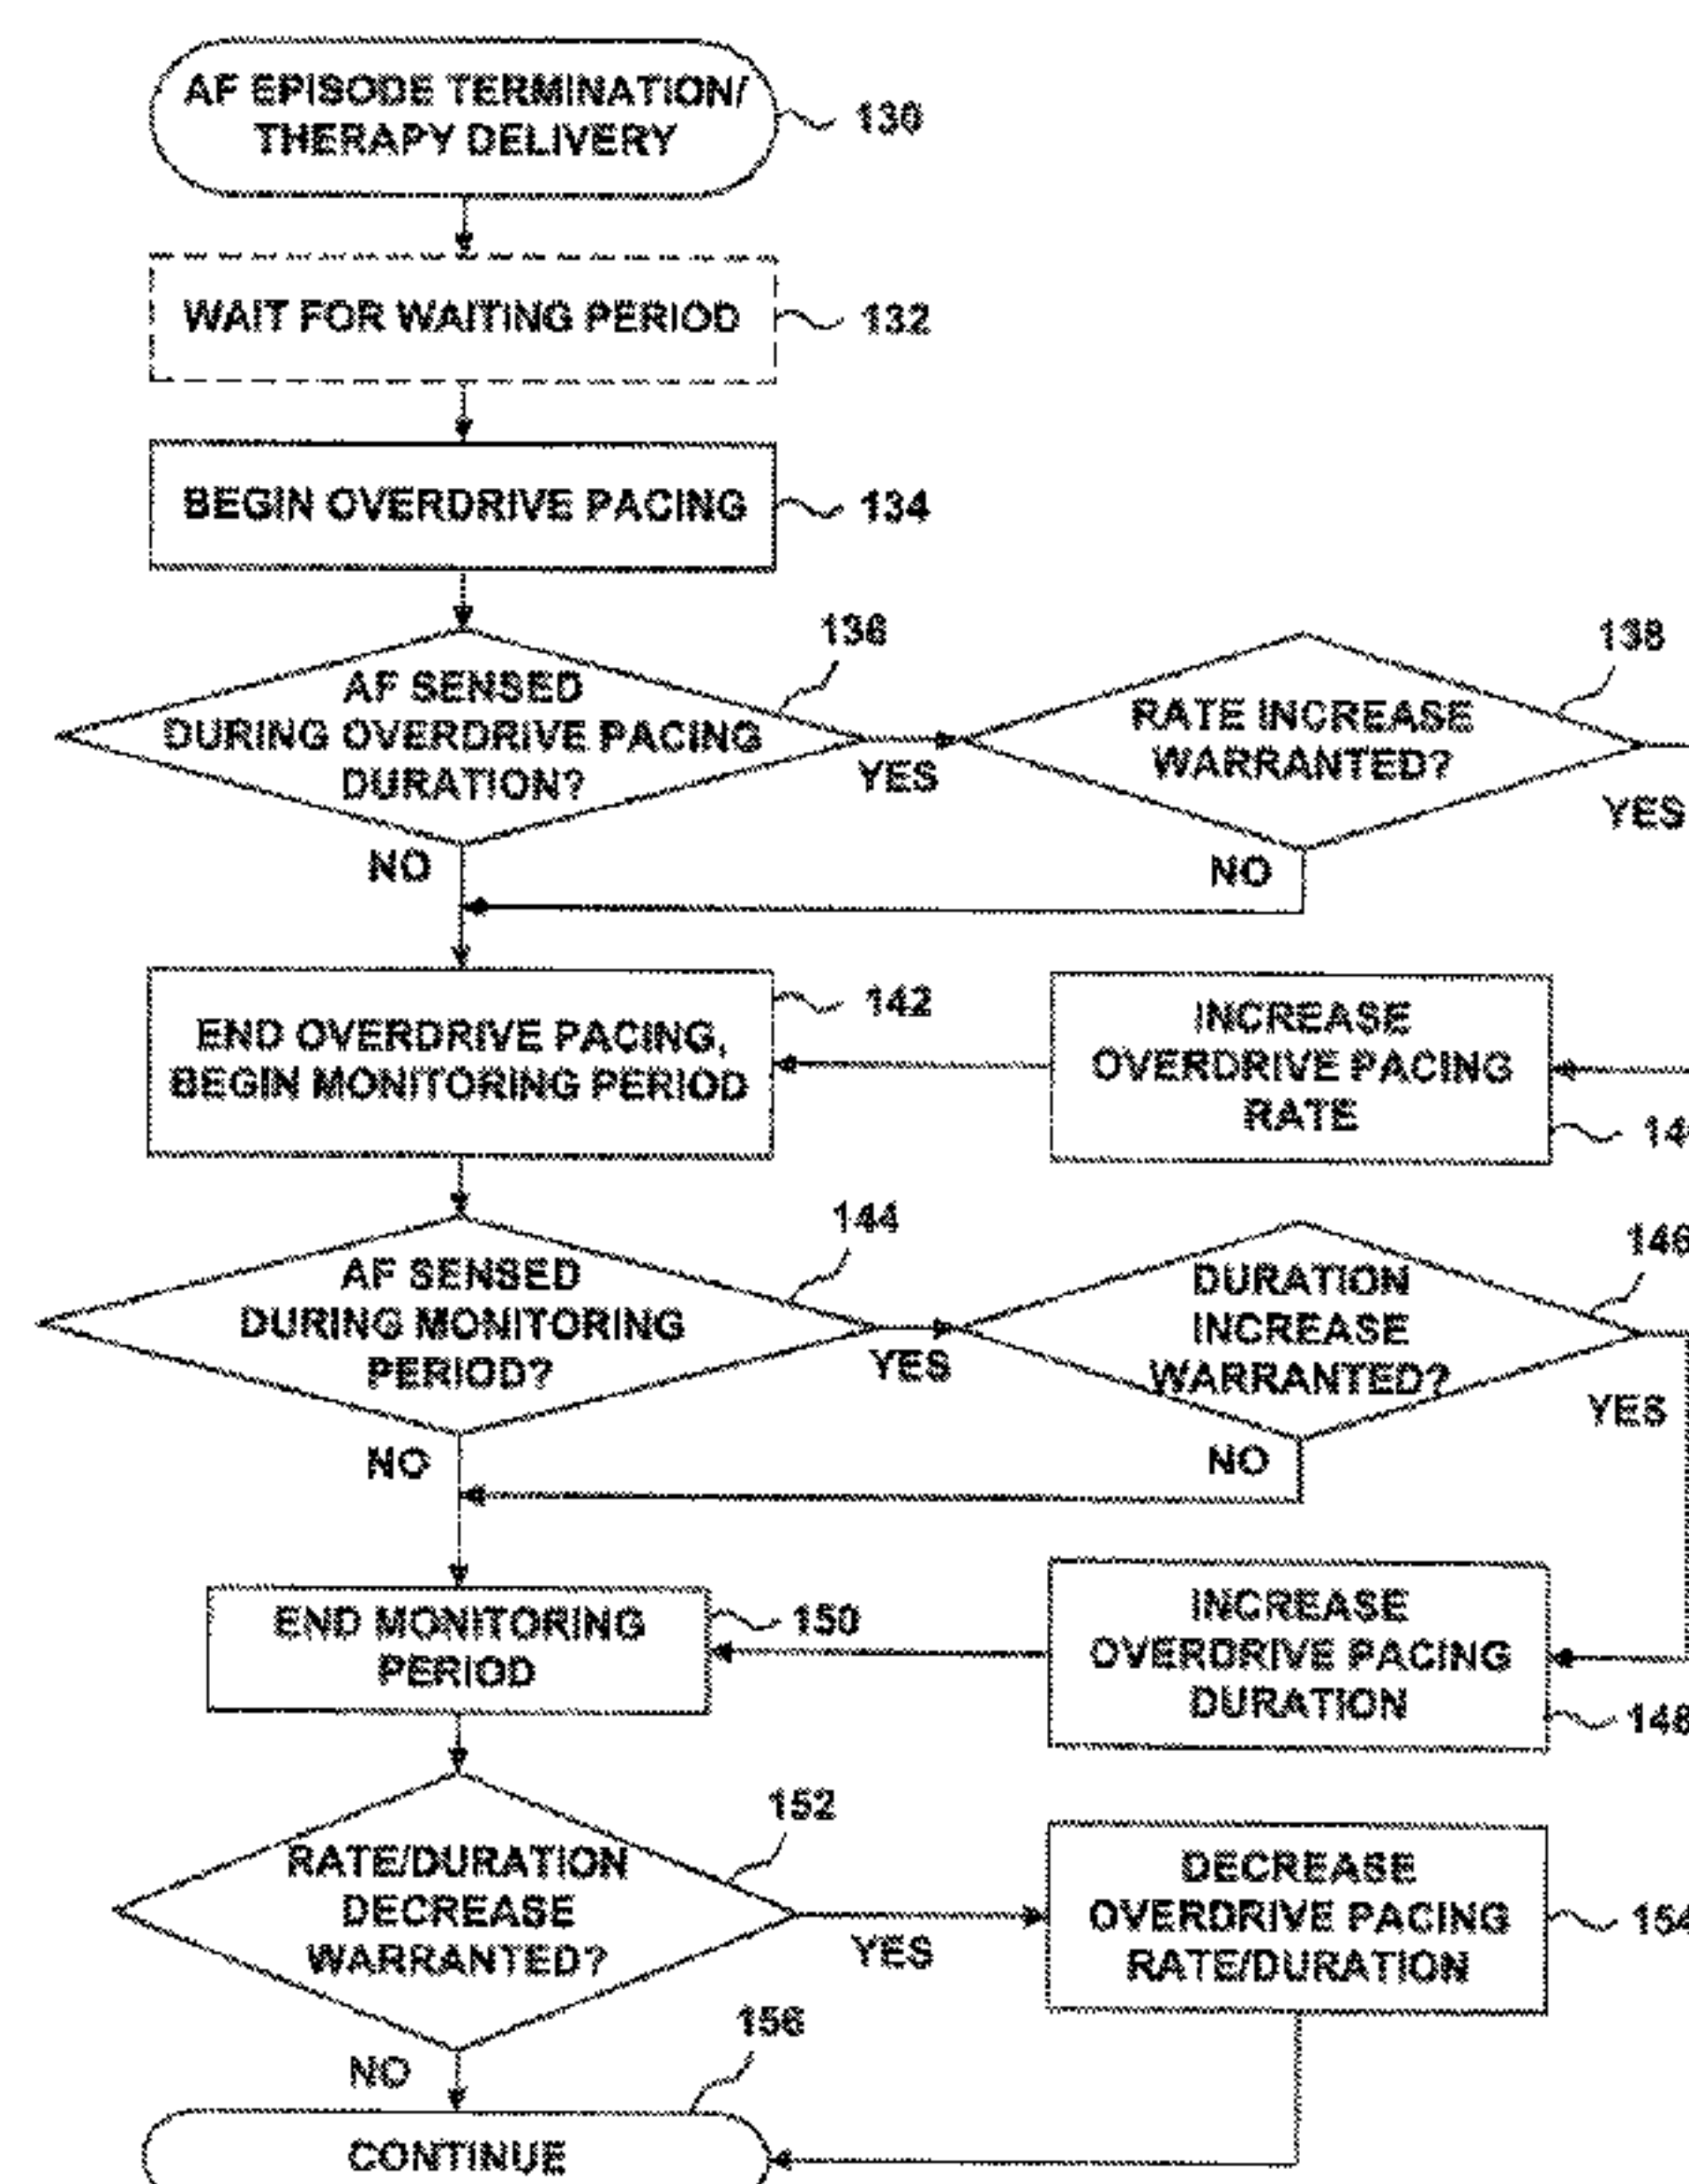 AF EPISODE TERMINATION/
THERAPY DELIVERY
130
WAIT FOR WAITING PERIOD
132
BEGIN OVERDRIVE PACING
134
136
138
AF SENSED
DURING OVERDRIVE PACING
DURATION?
YES
RATE INCREASE
WARRANTED?
YES
NO
NO
142
END OVERDRIVE PACING,
BEGIN MONITORING PERIOD
INCREASE
OVERDRIVE PACING
RATE
144
146
AF SENSED
DURING MONITORING
PERIOD?
YES
DURATION
INCREASE
WARRANTED?
YES
NO
NO
END MONITORING
PERIOD
150
INCREASE
OVERDRIVE PACING
DURATION
148
152
RATE/DURATION
DECREASE
WARRANTED?
YES
DECREASE
OVERDRIVE PACING
RATE/DURATION
154
156
NO
CONTINUE